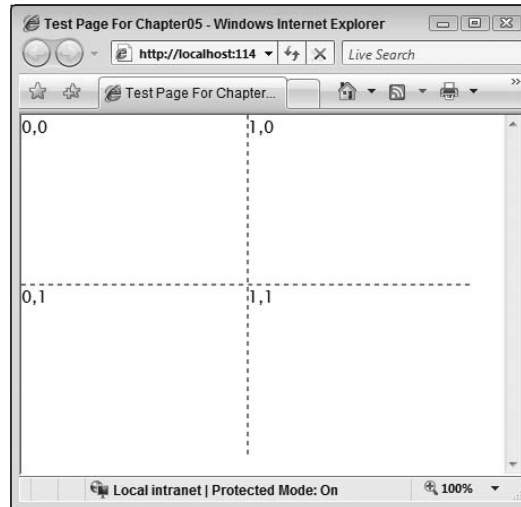 Test Page For Chapter05 - Windows Internet Explorer
http://localhost:114 Live Search
Test Page For Chapter... »
0,0 1,0
0,1 1,1
Local intranet | Protected Mode: On 100%